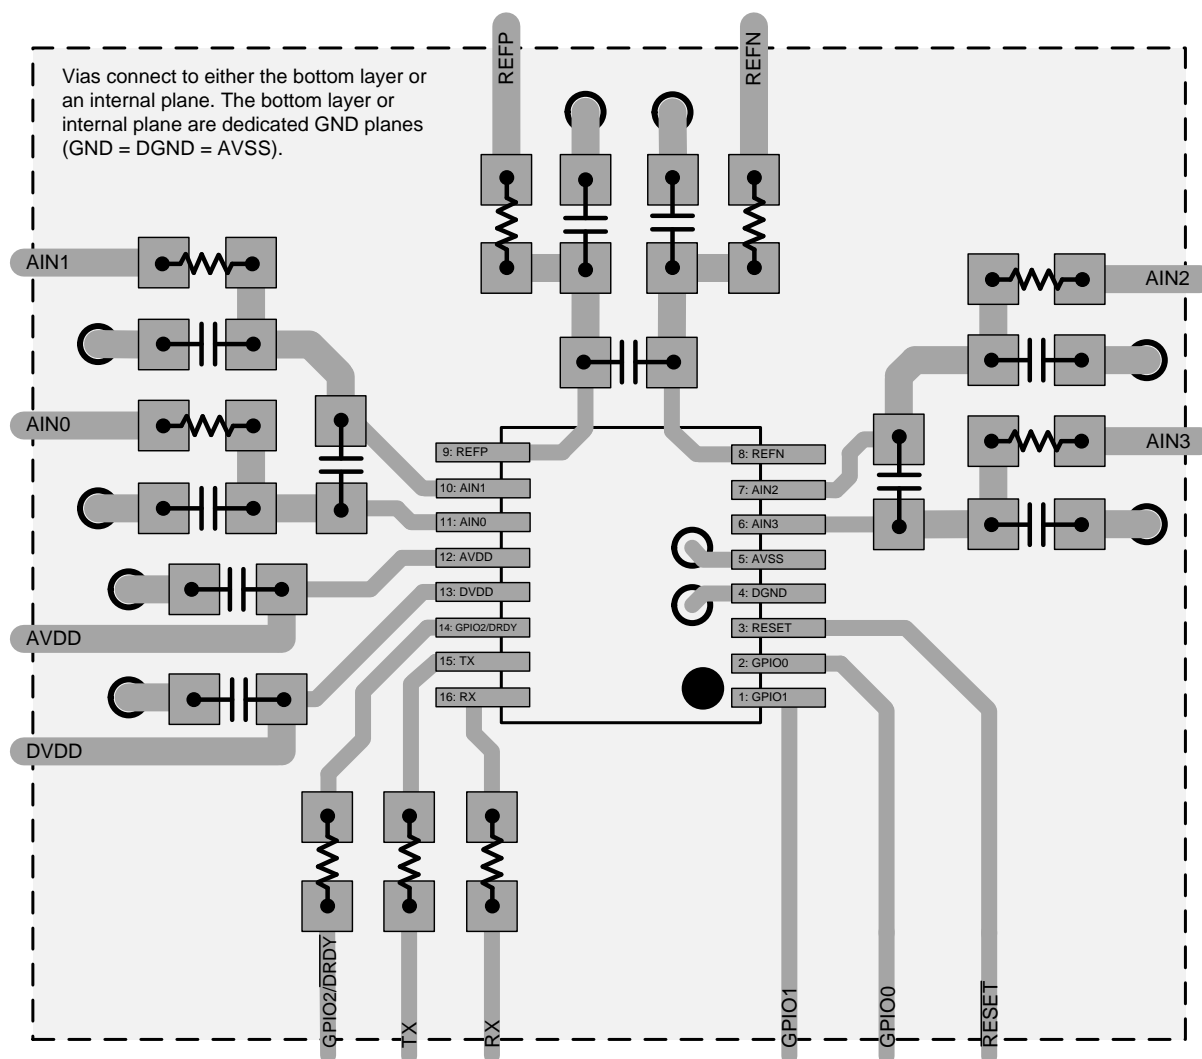 REFP
REFN
Vias connect to either the bottom layer or
an internal plane. The bottom layer or
internal plane are dedicated GND planes
(GND = DGND = AVSS).
AIN1
AIN2
AIN0
AIN3
9: REFP
8: REFN
10: AIN1
7: AIN2
11: AIN0
6: AIN3
12: AVDD
5: AVSS
13: DVDD
4: DGND
14: GPIO2/DRDY
3: RESET
15: TX
2: GPIO0
16: RX
1: GPIO1
AVDD
DVDD
GPIO2/DRDY
TX
RX
GPIO1
GPIO0
RESET